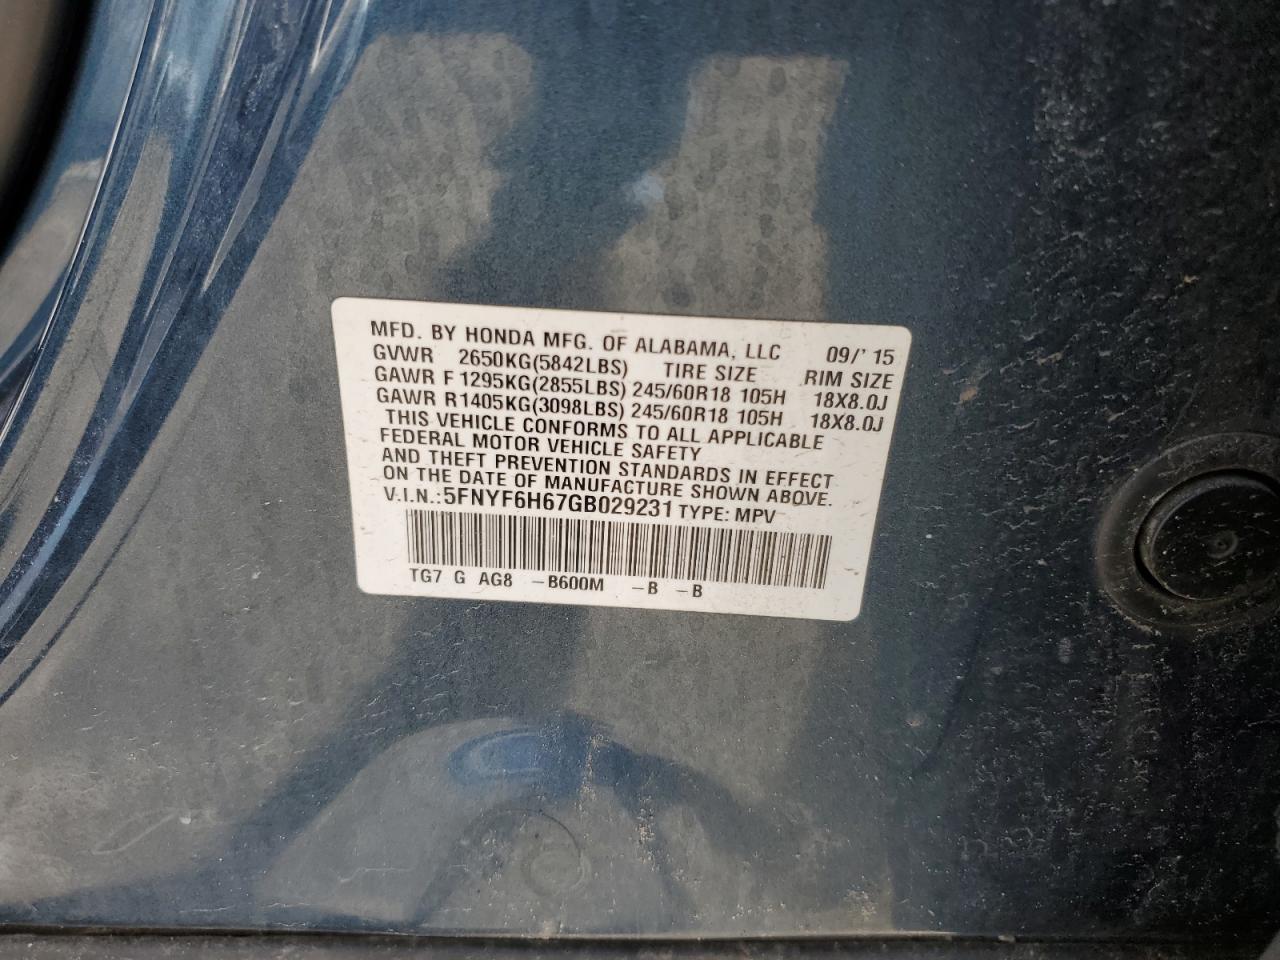 MFD. BY HONDA MFG. OF ALABAMA, LLC 09/'15
GVWR 2650KG(5842LBS) TIRE SIZE RIM SIZE
GAWR F 1295KG(2855LBS) 245/60R18 105H 18X8.0J
GAWR R1405KG(3098LBS) 245/60R18 105H 18X8.0J
THIS VEHICLE CONFORMS TO ALL APPLICABLE
FEDERAL MOTOR VEHICLE SAFETY
AND THEFT PREVENTION STANDARDS IN EFFECT
ON THE DATE OF MANUFACTURE SHOWN ABOVE.
V.I.N.:5FNYF6H67GB029231 TYPE: MPV
TG7 G AG8 -B600M -B -B